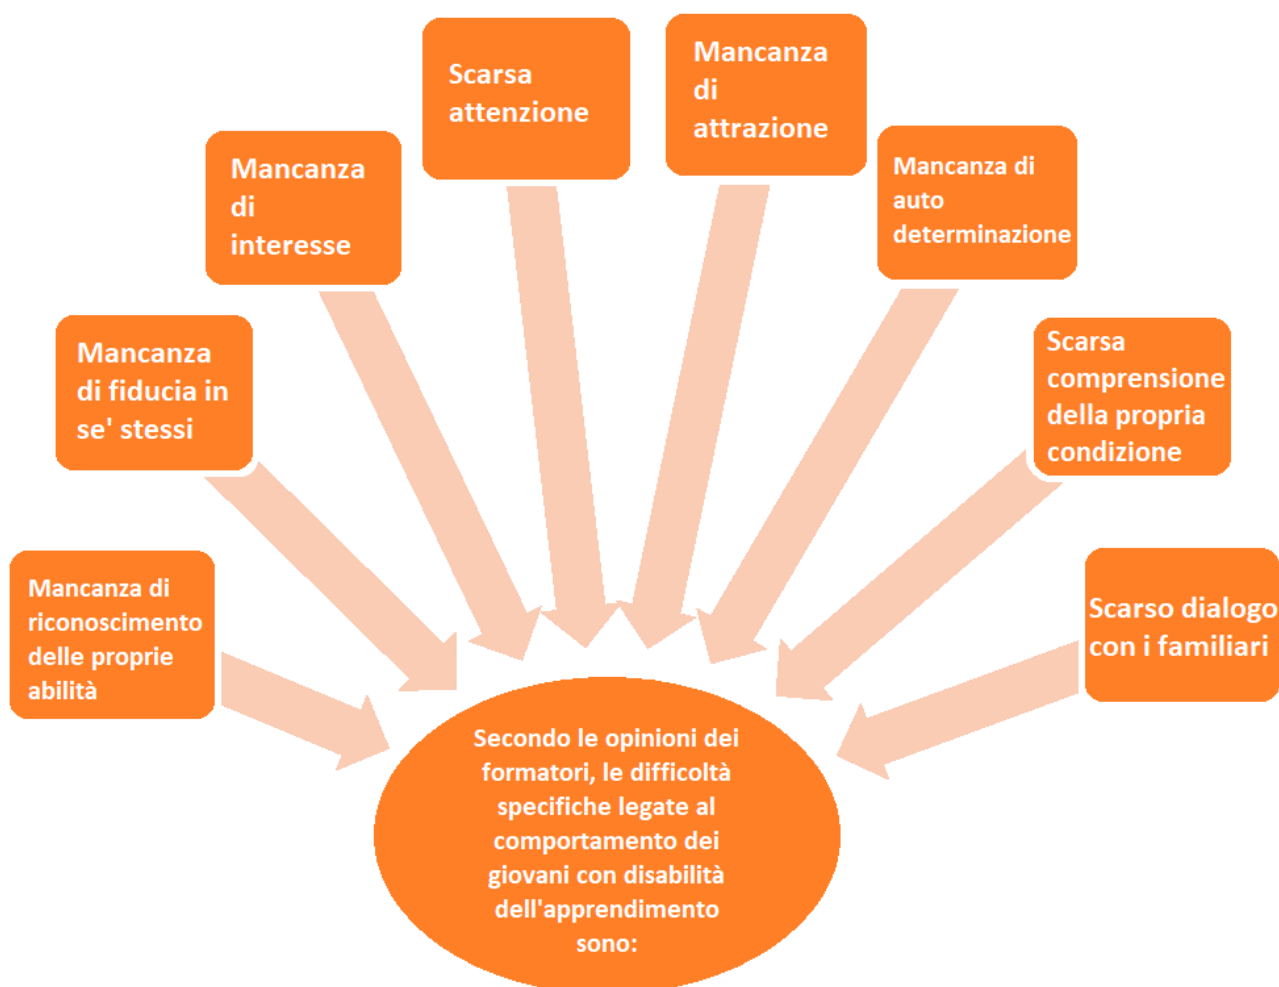 Mancanza di
riconoscimento
delle proprie
abilità
Mancanza
di fiducia in
se' stessi
Mancanza
di
interesse
Scarsa
attenzione
Mancanza
di
attrazione
Mancanza di
auto
determinazione
Scarsa
comprensione
della propria
condizione
Scarso dialogo
con i familiari
Secondo le opinioni dei
formatori, le difficoltà
specifiche legate al
comportamento dei
giovani con disabilità
dell'apprendimento
sono: